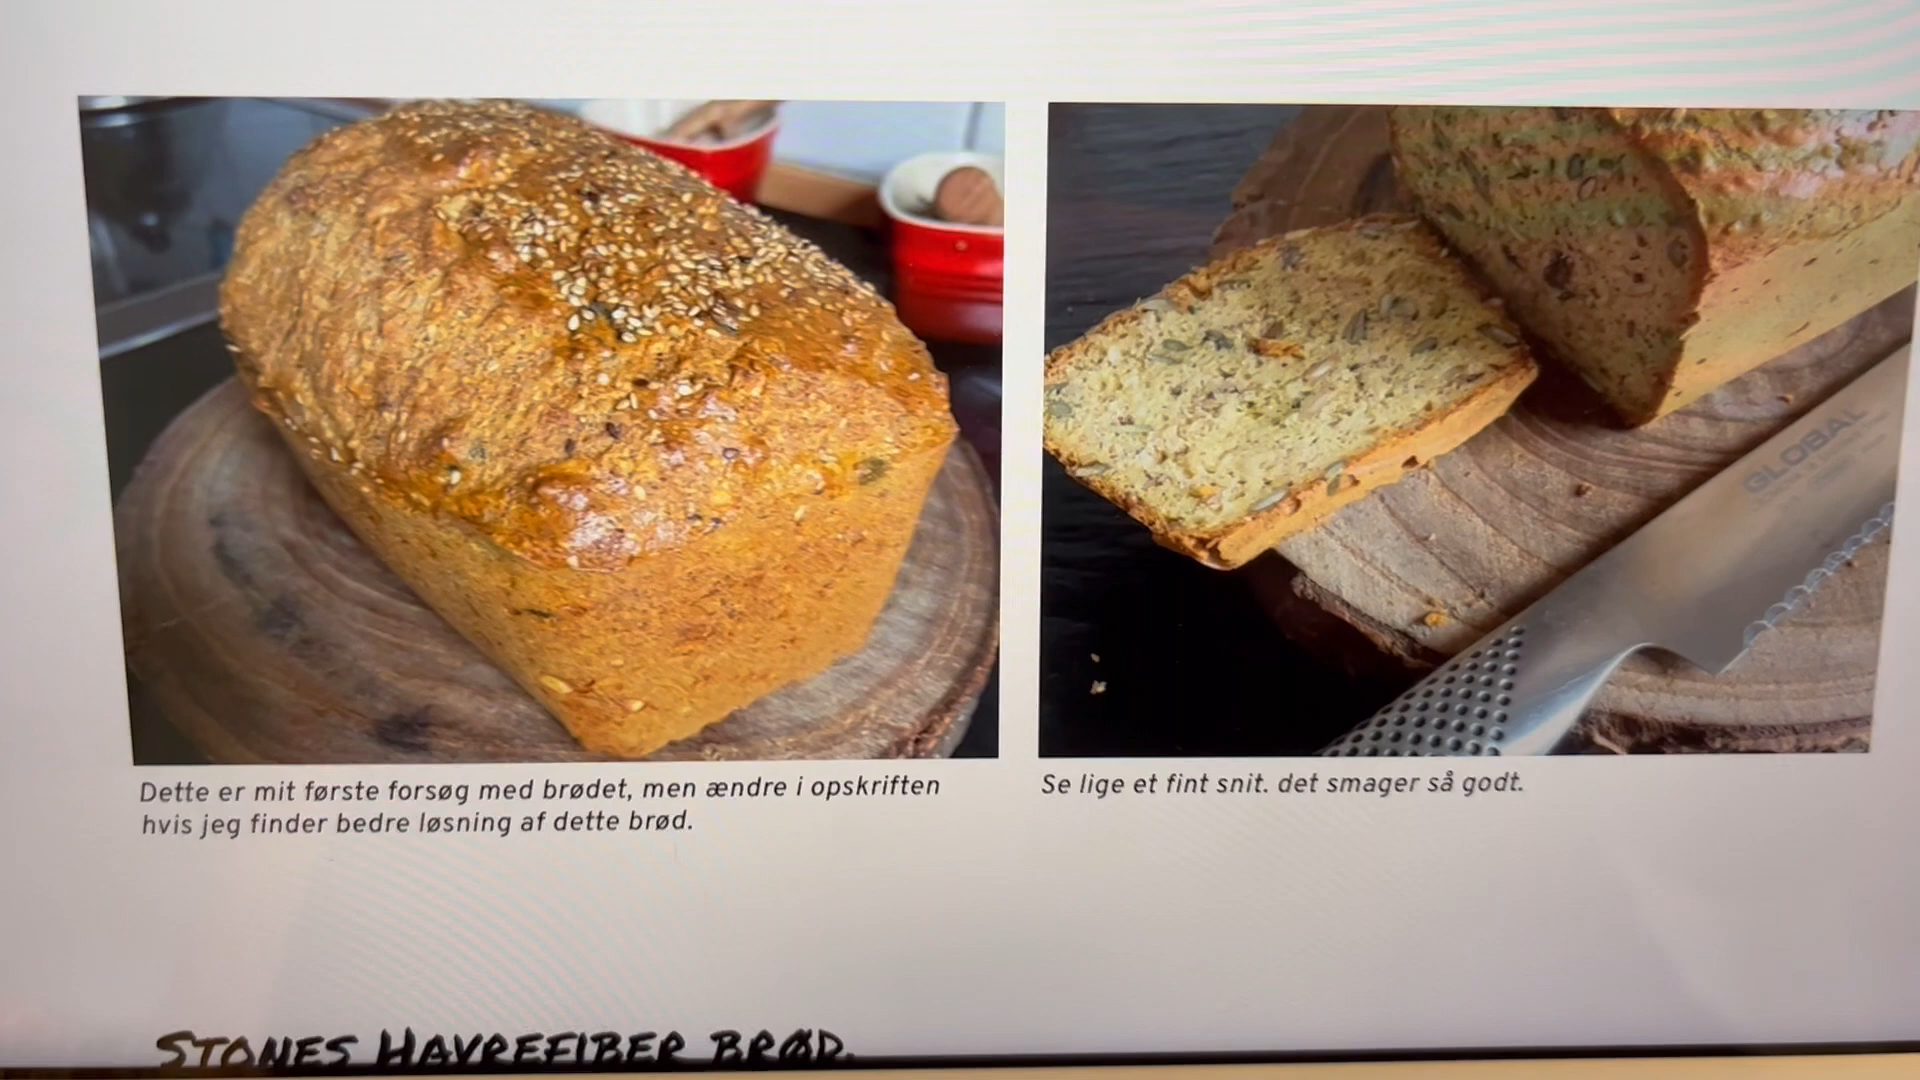 GLOBAL
Dette er mit første forsøg med brødet, men ændre i opskriften
hvis jeg finder bedre løsning af dette brød.
Se lige et fint snit. det smager så godt.
STONES HAVREFIBER BRØD.